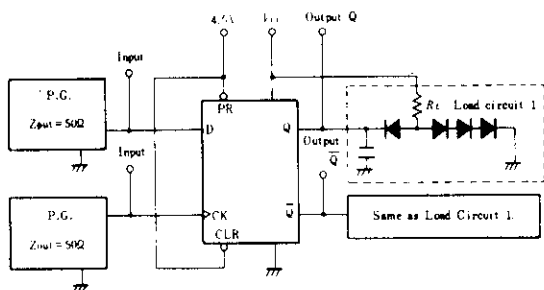 4.5V
Output Q
Input
P.G.
Zout = 50Ω
PR
D
Q
RL
Load circuit 1
Input
Output
Q̅
P.G.
Zout = 50Ω
CK
Q̅
CLR
Same as Load Circuit 1.